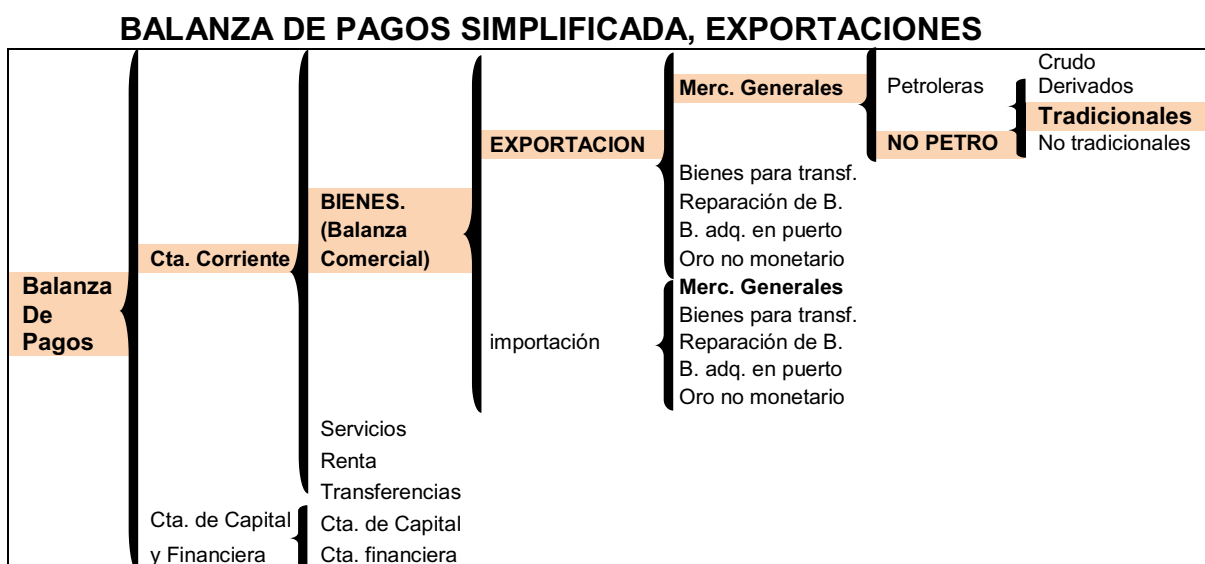 BALANZA DE PAGOS SIMPLIFICADA, EXPORTACIONES
Balanza
De
Pagos
Cta. Corriente
Cta. de Capital
y Financiera
BIENES.
(Balanza
Comercial)
Servicios
Renta
Transferencias
Cta. de Capital
Cta. financiera
EXPORTACION
importación
Merc. Generales
Bienes para transf.
Reparación de B.
B. adq. en puerto
Oro no monetario
Merc. Generales
Bienes para transf.
Reparación de B.
B. adq. en puerto
Oro no monetario
Petroleras
NO PETRO
Crudo
Derivados
Tradicionales
No tradicionales